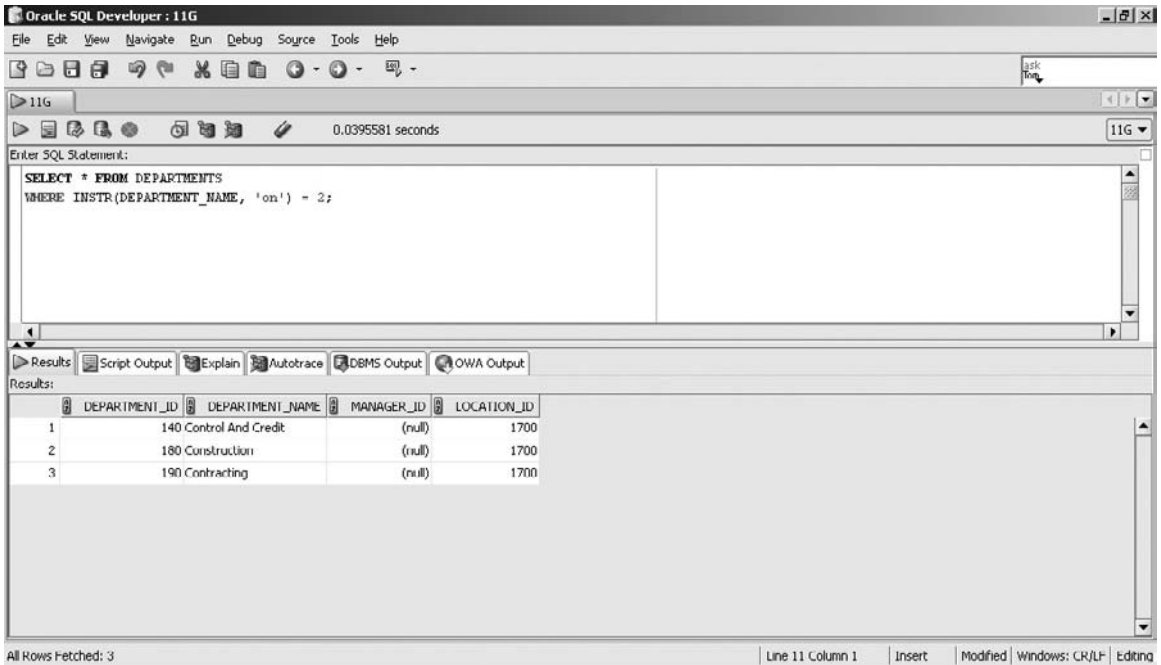 Oracle SQL Developer : 11G
File Edit View Navigate Run Debug Source Tools Help
ask
Tom
11G
0.0395581 seconds
11G
Enter SQL Statement:
SELECT * FROM DEPARTMENTS
WHERE INSTR(DEPARTMENT_NAME, 'on') = 2;
Results Script Output Explain Autotrace DBMS Output OWA Output
Results:
DEPARTMENT_ID DEPARTMENT_NAME MANAGER_ID LOCATION_ID
1 140 Control And Credit (null) 1700
2 180 Construction (null) 1700
3 190 Contracting (null) 1700
All Rows Fetched: 3
Line 11 Column 1 Insert Modified Windows: CR/LF Editing